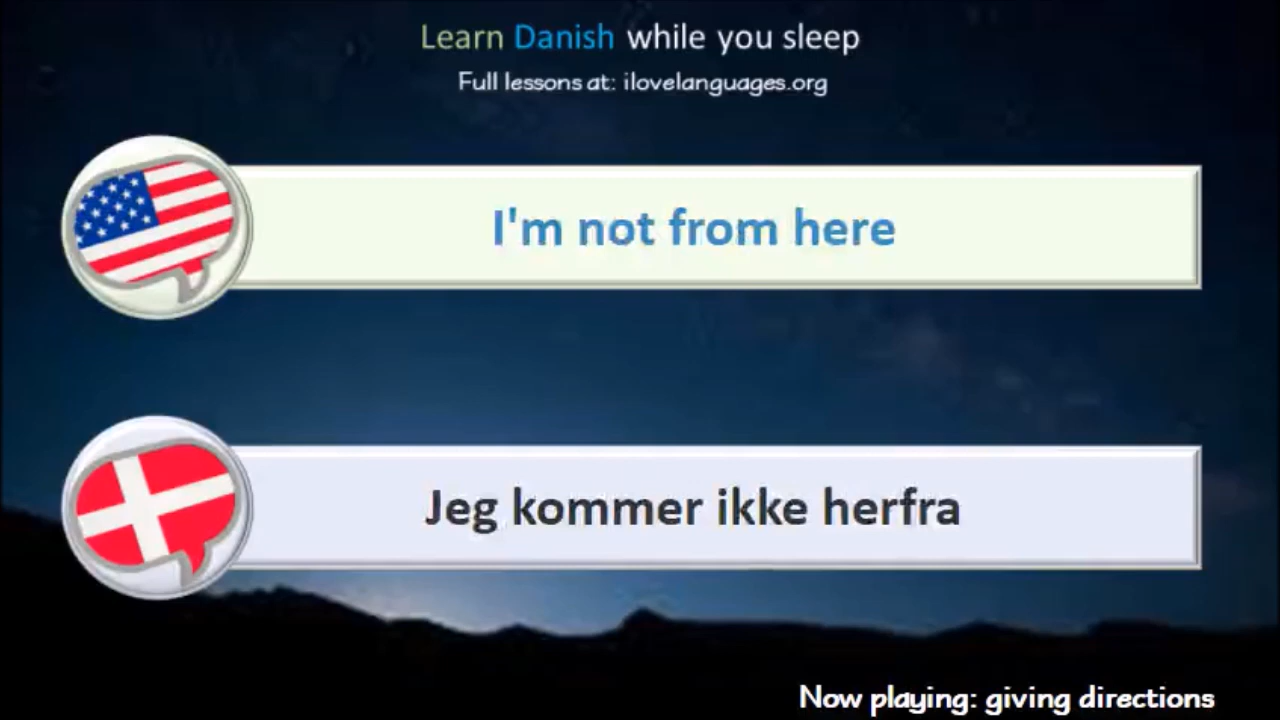 Learn Danish while you sleep
Full lessons at: ilovelanguages.org
I'm not from here
Jeg kommer ikke herfra
Now playing: giving directions